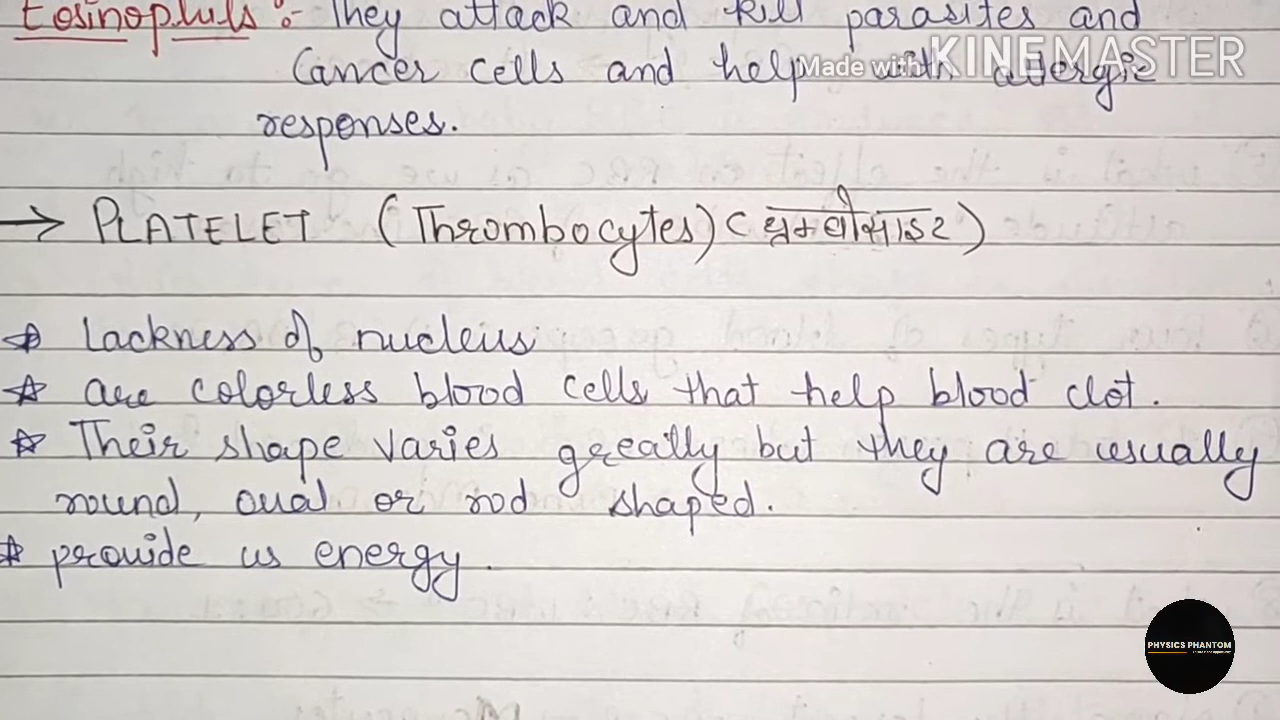 Eosinophils :- They attack and kill parasites and
Cancer cells and help with allergic
responses.
Made with KINEMASTER
→ PLATELET (Thrombocytes) (थ्रम्बोसाइट)
☆ Lackness of nucleus
☆ are colorless blood cells that help blood clot.
☆ Their shape varies greatly but they are usually
round, oval or rod shaped.
☆ provide us energy.
PHYSICS PHANTOM